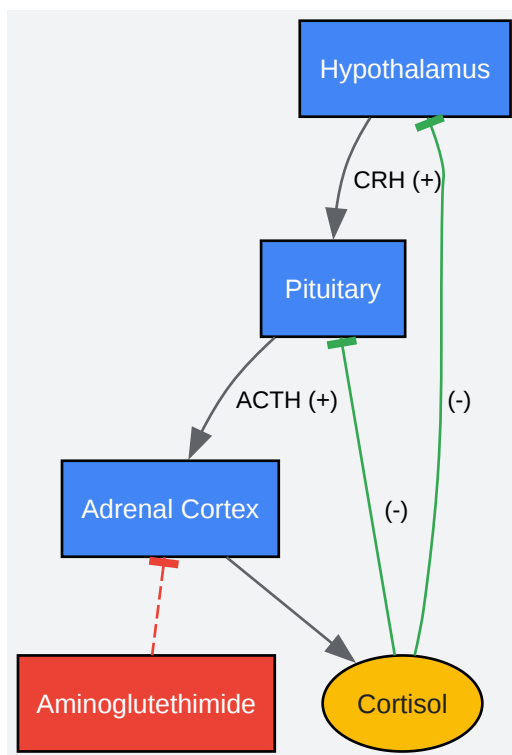 Hypothalamus
CRH (+)
Pituitary
ACTH (+)
(-)
Adrenal Cortex
(-)
Aminoglutethimide
Cortisol